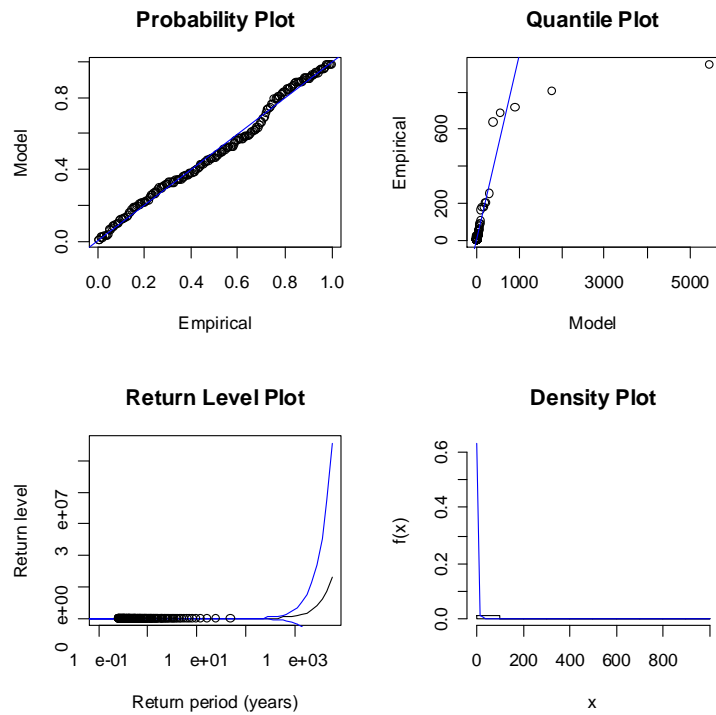 Probability Plot
Model
0.0 0.4 0.8
0.0 0.2 0.4 0.6 0.8 1.0
Empirical
Quantile Plot
Empirical
0 200 600
0 1000 3000 5000
Model
Return Level Plot
Return level
0 e+00 3 e+07
1 e-01 1 e+01 1 e+03
Return period (years)
Density Plot
f(x)
0.0 0.2 0.4 0.6
0 200 400 600 800
x